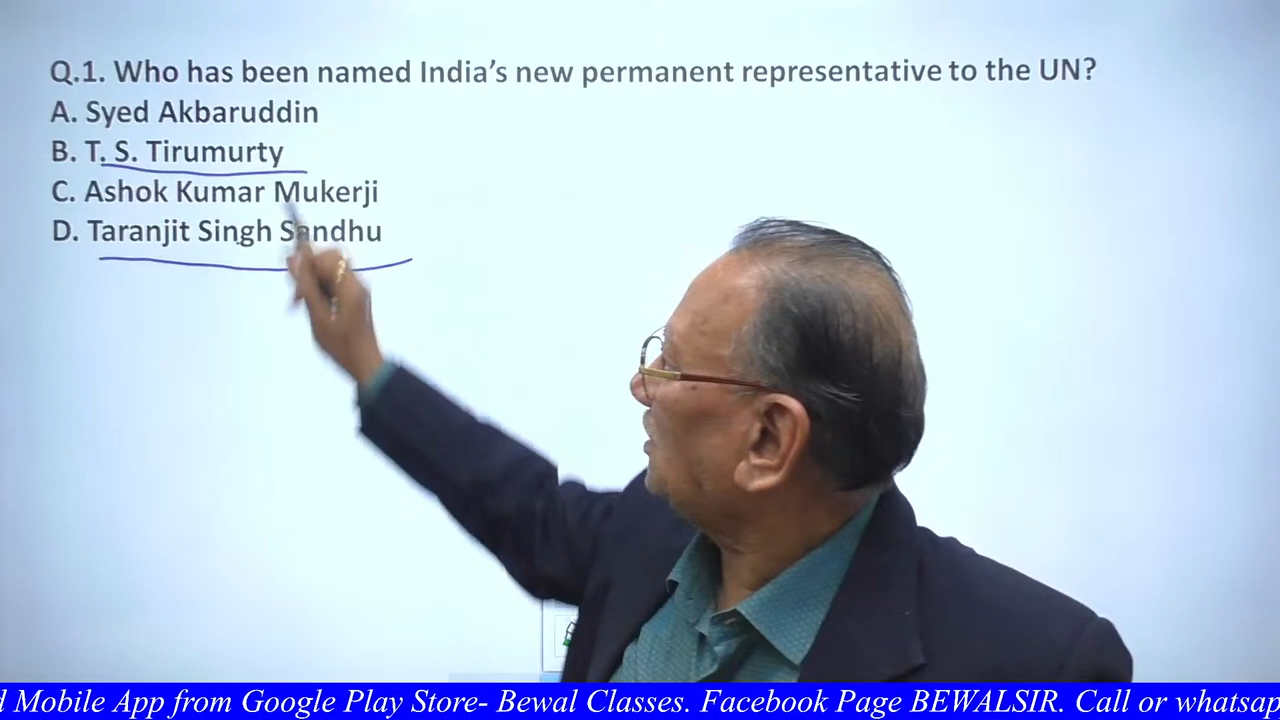 Q.1. Who has been named India's new permanent representative to the UN?
A. Syed Akbaruddin
B. T. S. Tirumurty
C. Ashok Kumar Mukerji
D. Taranjit Singh Sandhu
Mobile App from Google Play Store- Bewal Classes. Facebook Page BEWALSIR. Call or whatsap